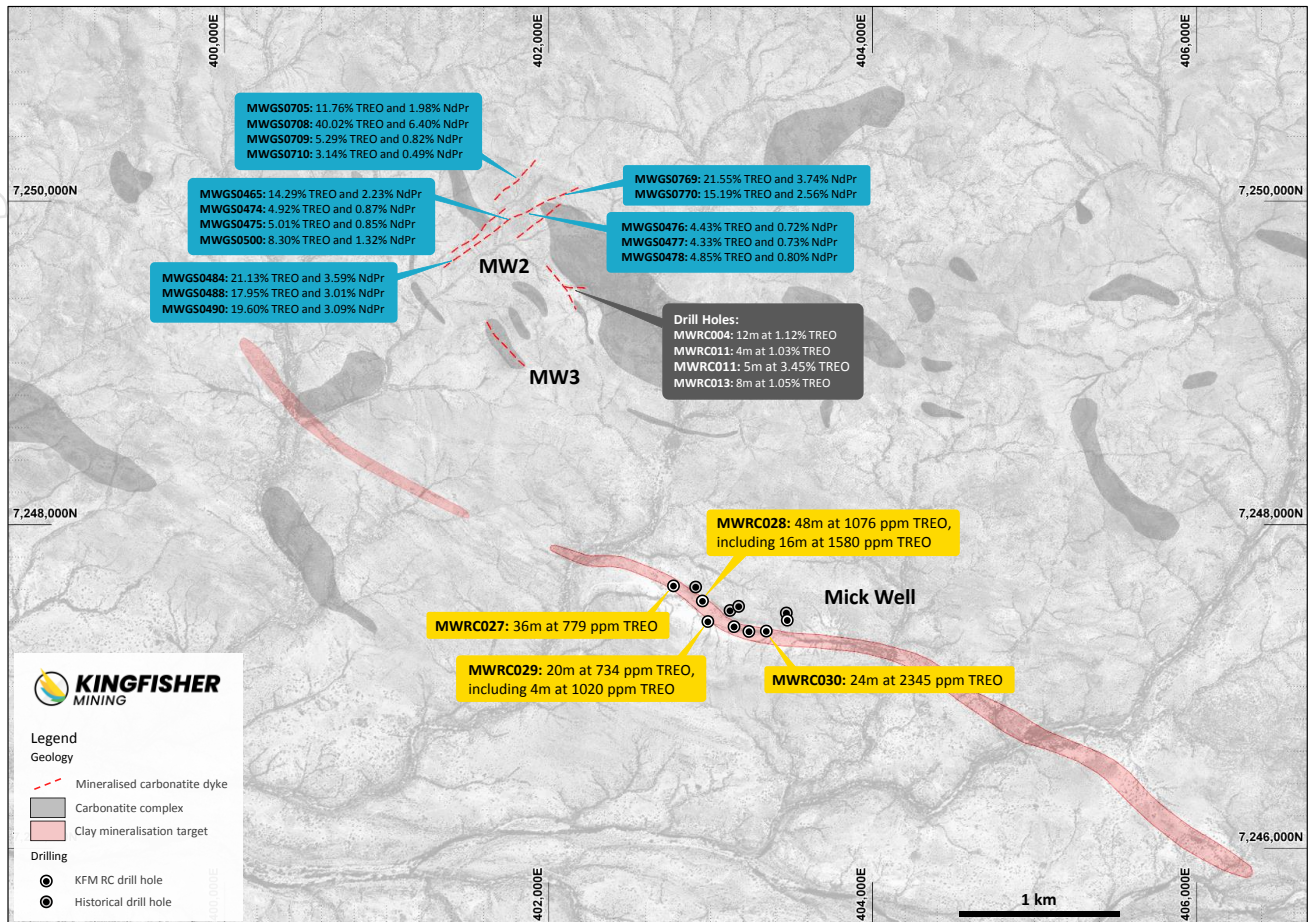 400,000E
402,000E
404,000E
406,000E
MWGS0705: 11.76% TREO and 1.98% NdPr
MWGS0708: 40.02% TREO and 6.40% NdPr
MWGS0709: 5.29% TREO and 0.82% NdPr
MWGS0710: 3.14% TREO and 0.49% NdPr
7,250,000N
7,250,000N
MWGS0769: 21.55% TREO and 3.74% NdPr
MWGS0770: 15.19% TREO and 2.56% NdPr
MWGS0465: 14.29% TREO and 2.23% NdPr
MWGS0474: 4.92% TREO and 0.87% NdPr
MWGS0475: 5.01% TREO and 0.85% NdPr
MWGS0500: 8.30% TREO and 1.32% NdPr
MWGS0476: 4.43% TREO and 0.72% NdPr
MWGS0477: 4.33% TREO and 0.73% NdPr
MWGS0478: 4.85% TREO and 0.80% NdPr
MW2
MWGS0484: 21.13% TREO and 3.59% NdPr
MWGS0488: 17.95% TREO and 3.01% NdPr
MWGS0490: 19.60% TREO and 3.09% NdPr
Drill Holes:
MWRC004: 12m at 1.12% TREO
MWRC011: 4m at 1.03% TREO
MWRC011: 5m at 3.45% TREO
MWRC013: 8m at 1.05% TREO
MW3
7,248,000N
7,248,000N
MWRC028: 48m at 1076 ppm TREO,
including 16m at 1580 ppm TREO
Mick Well
MWRC027: 36m at 779 ppm TREO
MWRC029: 20m at 734 ppm TREO,
including 4m at 1020 ppm TREO
MWRC030: 24m at 2345 ppm TREO
KINGFISHER
MINING
Legend
Geology
Mineralised carbonatite dyke
Carbonatite complex
Clay mineralisation target
Drilling
KFM RC drill hole
Historical drill hole
7,246,000N
400,000E
402,000E
404,000E
406,000E
1 km